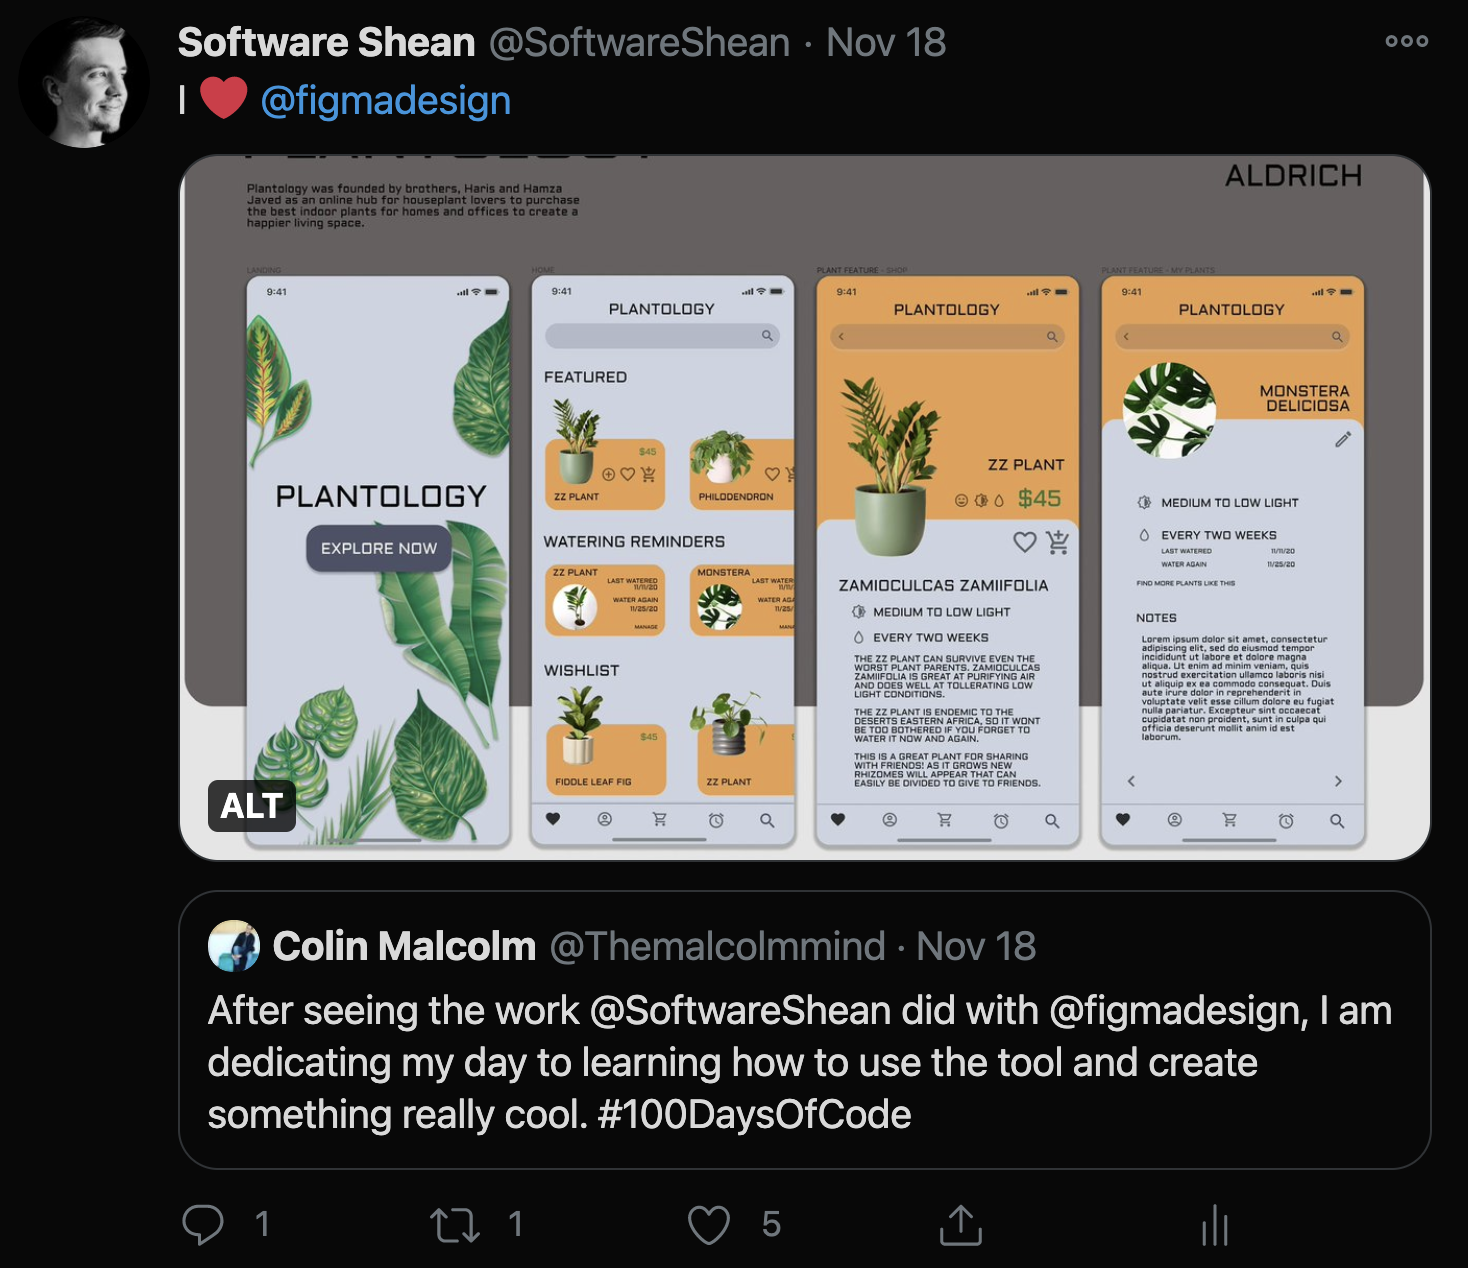 Software Shean @SoftwareShean · Nov 18
I ❤️ @figmadesign
Plantology was founded by brothers, Haris and Hamza
Javed as an online hub for houseplant lovers to purchase
the best indoor plants for homes and offices to create a
happier living space.
ALDRICH
LANDING
9:41
PLANTOLOGY
EXPLORE NOW
ALT
HOME
9:41
PLANTOLOGY
FEATURED
$45
ZZ PLANT
PHILODENDRON
WATERING REMINDERS
ZZ PLANT
LAST WATERED
11/11/20
WATER AGAIN
11/25/20
MANAGE
MONSTERA
LAST WATER
11/11/
WATER AGA
11/25/
MANA
WISHLIST
$45
FIDDLE LEAF FIG
ZZ PLANT
PLANT FEATURE - SHOP
9:41
PLANTOLOGY
ZZ PLANT
$45
ZAMIOCULCAS ZAMIIFOLIA
MEDIUM TO LOW LIGHT
EVERY TWO WEEKS
THE ZZ PLANT CAN SURVIVE EVEN THE
WORST PLANT PARENTS. ZAMIOCULCAS
ZAMIIFOLIA IS GREAT AT PURIFYING AIR
AND DOES WELL AT TOLLERATING LOW
LIGHT CONDITIONS.
THE ZZ PLANT IS ENDEMIC TO THE
DESERTS EASTERN AFRICA, SO IT WONT
BE TOO BOTHERED IF YOU FORGET TO
WATER IT NOW AND AGAIN.
THIS IS A GREAT PLANT FOR SHARING
WITH FRIENDS! AS IT GROWS NEW
RHIZOMES WILL APPEAR THAT CAN
EASILY BE DIVIDED TO GIVE TO FRIENDS.
PLANT FEATURE - MY PLANTS
9:41
PLANTOLOGY
MONSTERA
DELICIOSA
MEDIUM TO LOW LIGHT
EVERY TWO WEEKS
LAST WATERED 11/11/20
WATER AGAIN 11/25/20
FIND MORE PLANTS LIKE THIS
NOTES
Lorem ipsum dolor sit amet, consectetur
adipiscing elit, sed do eiusmod tempor
incididunt ut labore et dolore magna
aliqua. Ut enim ad minim veniam, quis
nostrud exercitation ullamco laboris nisi
ut aliquip ex ea commodo consequat. Duis
aute irure dolor in reprehenderit in
voluptate velit esse cillum dolore eu fugiat
nulla pariatur. Excepteur sint occaecat
cupidatat non proident, sunt in culpa qui
officia deserunt mollit anim id est
laborum.
Colin Malcolm @Themalcolmmind · Nov 18
After seeing the work @SoftwareShean did with @figmadesign, I am
dedicating my day to learning how to use the tool and create
something really cool. #100DaysOfCode
1 1 5